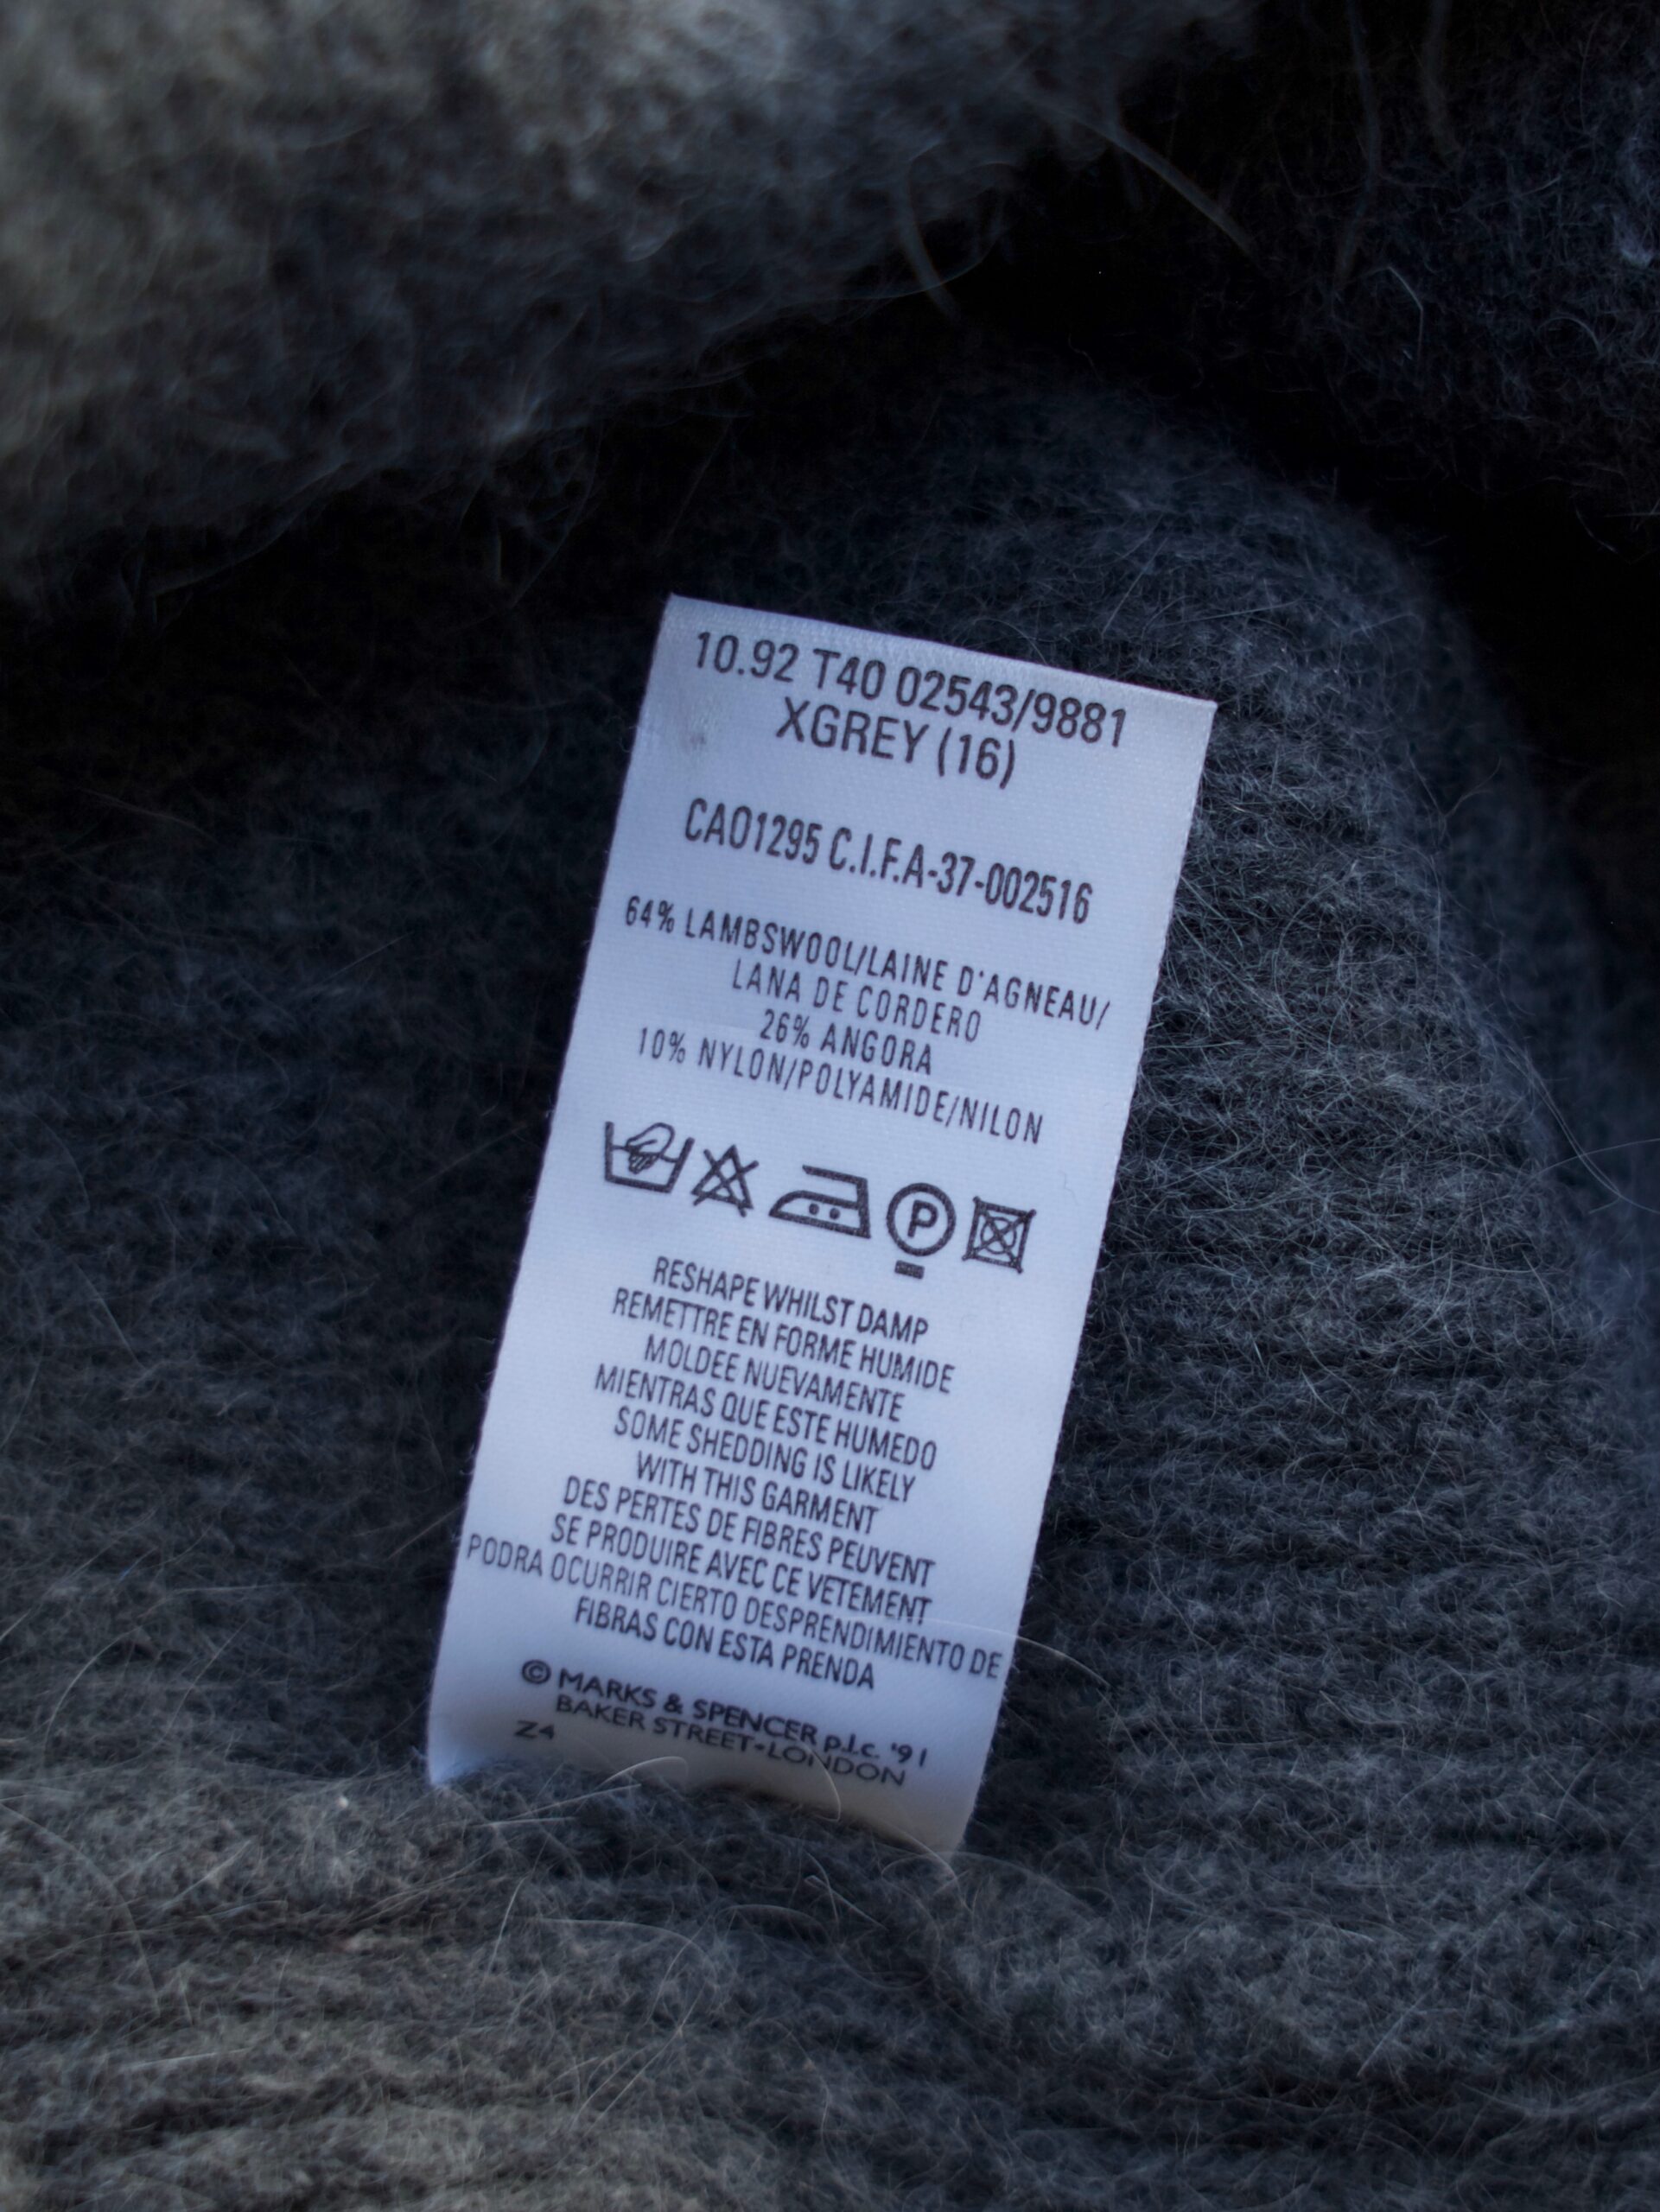 10.92 T40 02543/9881
XGREY (16)
CA01295 C.I.F.A-37-002516
64% LAMBSWOOL/LAINE D'AGNEAU/
LANA DE CORDERO
26% ANGORA
10% NYLON/POLYAMIDE/NILON
P
RESHAPE WHILST DAMP
REMETTRE EN FORME HUMIDE
MOLDEE NUEVAMENTE
MIENTRAS QUE ESTE HUMEDO
SOME SHEDDING IS LIKELY
WITH THIS GARMENT
DES PERTES DE FIBRES PEUVENT
SE PRODUIRE AVEC CE VETEMENT
PODRA OCURRIR CIERTO DESPRENDIMIENTO DE
FIBRAS CON ESTA PRENDA
© MARKS & SPENCER p.l.c. '91
BAKER STREET•LONDON
Z4